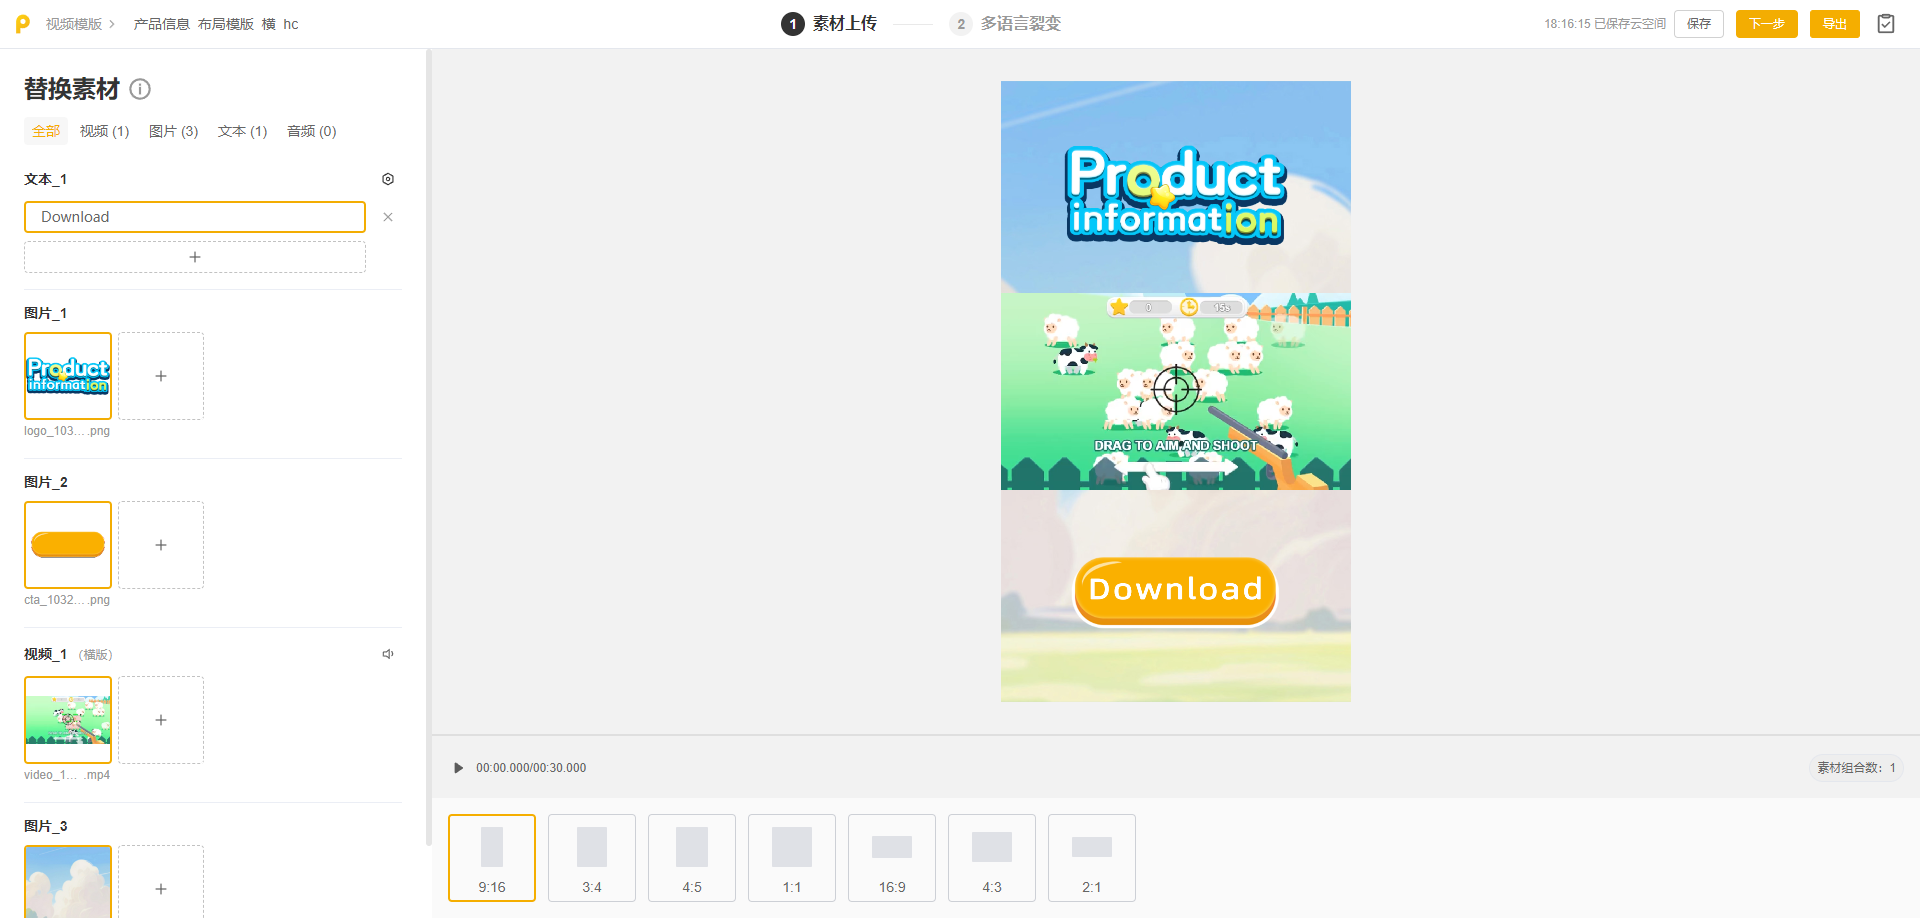 视频模版 > 产品信息 布局模版 横 hc
1 素材上传
2 多语言裂变
18:16:15 已保存云空间
保存
下一步
导出
替换素材
全部 视频 (1) 图片 (3) 文本 (1) 音频 (0)
文本_1
Download
图片_1
Product
information
logo_103... .png
图片_2
cta_1032... .png
视频_1 (横版)
video_1... .mp4
图片_3
Product
information
0
15s
DRAG TO AIM AND SHOOT
Download
00:00.000/00:30.000
素材组合数: 1
9:16
3:4
4:5
1:1
16:9
4:3
2:1